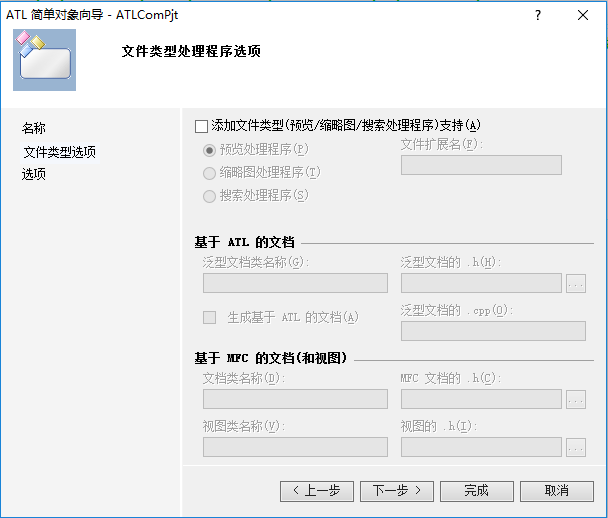 ATL 简单对象向导 - ATLComPjt
文件类型处理程序选项
名称
文件类型选项
选项
添加文件类型(预览/缩略图/搜索处理程序)支持(A)
预览处理程序(P)
文件扩展名(F):
缩略图处理程序(T)
搜索处理程序(S)
基于 ATL 的文档
泛型文档类名称(G):
泛型文档的 .h(H):
...
生成基于 ATL 的文档(A)
泛型文档的 .cpp(O):
基于 MFC 的文档(和视图)
文档类名称(D):
MFC 文档的 .h(C):
...
视图类名称(V):
视图的 .h(I):
...
< 上一步
下一步 >
完成
取消